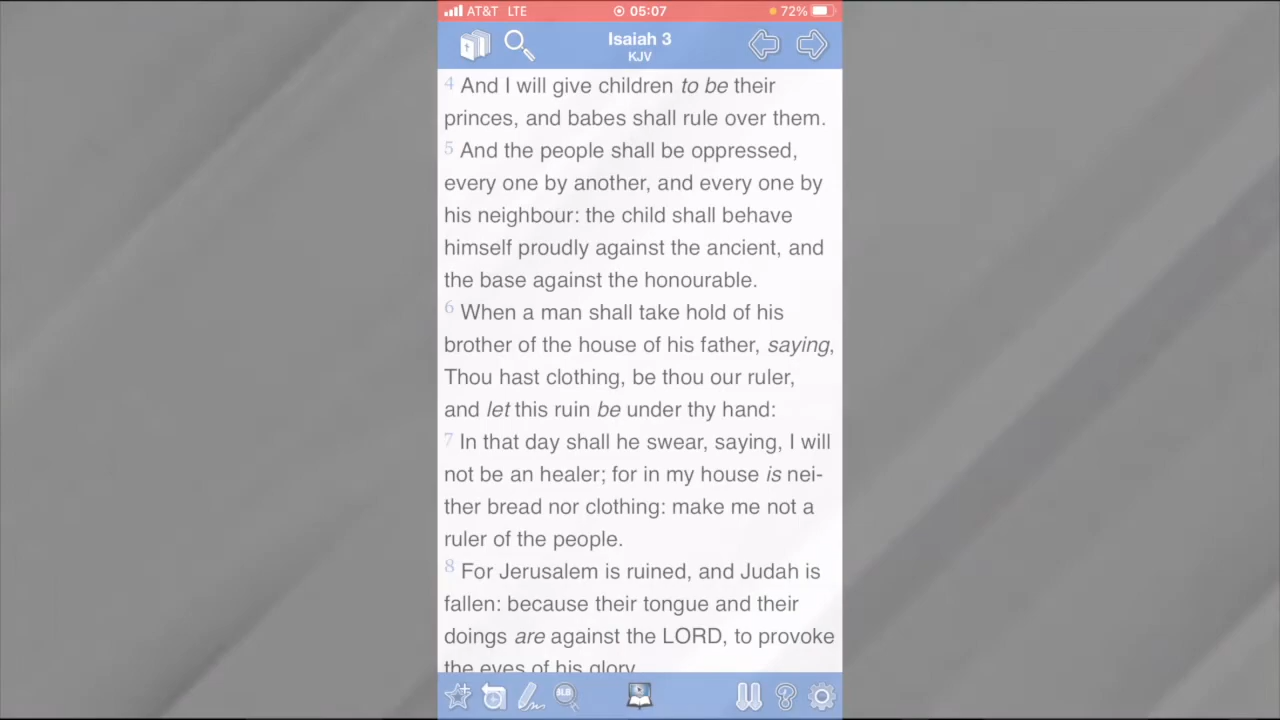 AT&T LTE 05:07 72%
Isaiah 3
KJV
4 And I will give children to be their
princes, and babes shall rule over them.
5 And the people shall be oppressed,
every one by another, and every one by
his neighbour: the child shall behave
himself proudly against the ancient, and
the base against the honourable.
6 When a man shall take hold of his
brother of the house of his father, saying,
Thou hast clothing, be thou our ruler,
and let this ruin be under thy hand:
7 In that day shall he swear, saying, I will
not be an healer; for in my house is nei-
ther bread nor clothing: make me not a
ruler of the people.
8 For Jerusalem is ruined, and Judah is
fallen: because their tongue and their
doings are against the LORD, to provoke
the eyes of his glory.
SLB